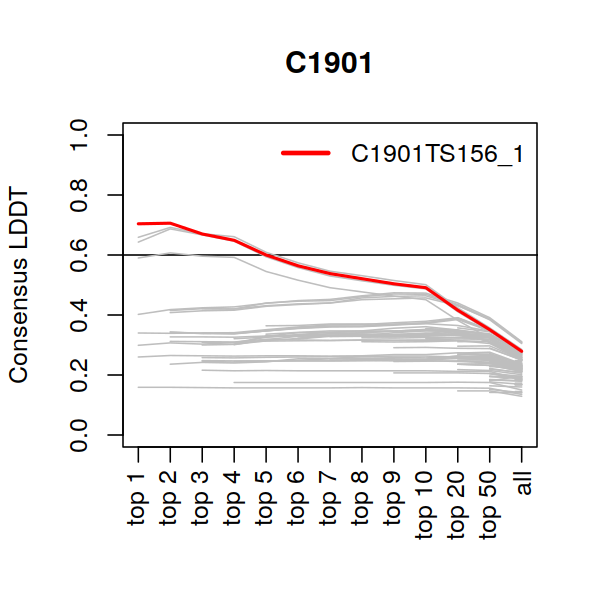 C1901
C1901TS156_1
Consensus LDDT
1.0
0.8
0.6
0.4
0.2
0.0
top 1
top 2
top 3
top 4
top 5
top 6
top 7
top 8
top 9
top 10
top 20
top 50
all